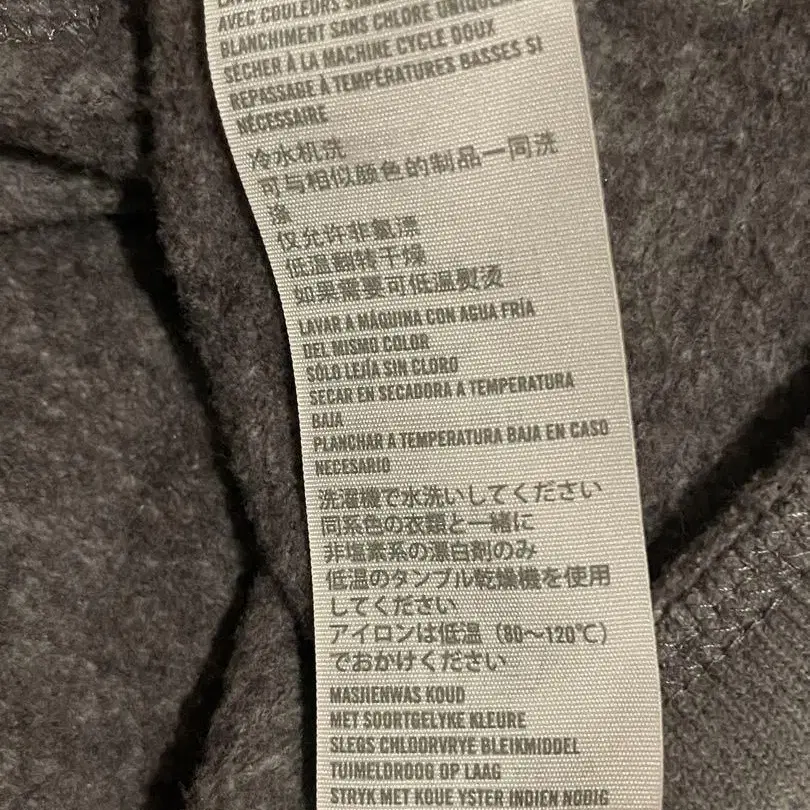 AVEC COULEURS
BLANCHIMENT SANS CHLORE
SÉCHER À LA MACHINE CYCLE DOUX
REPASSABE À TEMPÉRATURES BASSES SI
NÉCESSAIRE
冷水机洗
可与相似颜色的制品一同洗
涤
仅允许非氯漂
低温翻转干燥
如果需要可低温熨烫
LAVAR A MÁQUINA CON AGUA FRÍA
DEL MISMO COLOR
SÓLO LEJÍA SIN CLORO
SECAR EN SECADORA A TEMPERATURA
BAJA
PLANCHAR A TEMPERATURA BAJA EN CASO
NECESARIO
洗濯機で水洗いしてください
同系色の衣類と一緒に
非塩素系の漂白剤のみ
低温のタンブル乾燥機を使用
してください
アイロンは低温（80～120℃）
でおかけください
MASJIENWAS KOUD
MET SOORTGELYKE KLEURE
SLEGS CHLOORVRYE BLEIKMIDDEL
TUIMELDROOG OP LAAG
STRYK MET KOUE YSTER INDIEN NODIG